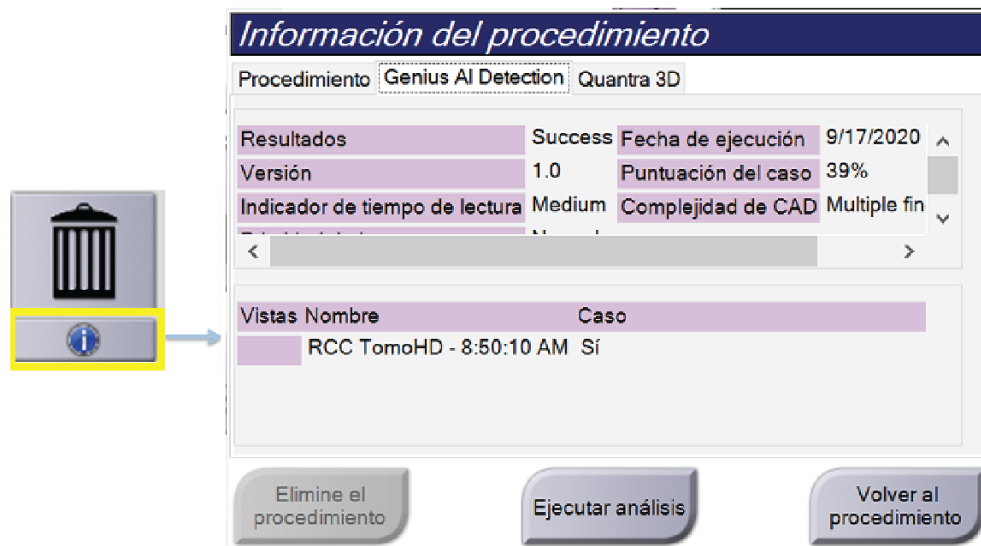 Información del procedimiento
Procedimiento Genius AI Detection Quantra 3D
Resultados Success Fecha de ejecución 9/17/2020
Versión 1.0 Puntuación del caso 39%
Indicador de tiempo de lectura Medium Complejidad de CAD Multiple fin
Vistas Nombre Caso
RCC TomoHD - 8:50:10 AM Sí
Elimine el procedimiento
Ejecutar análisis
Volver al procedimiento